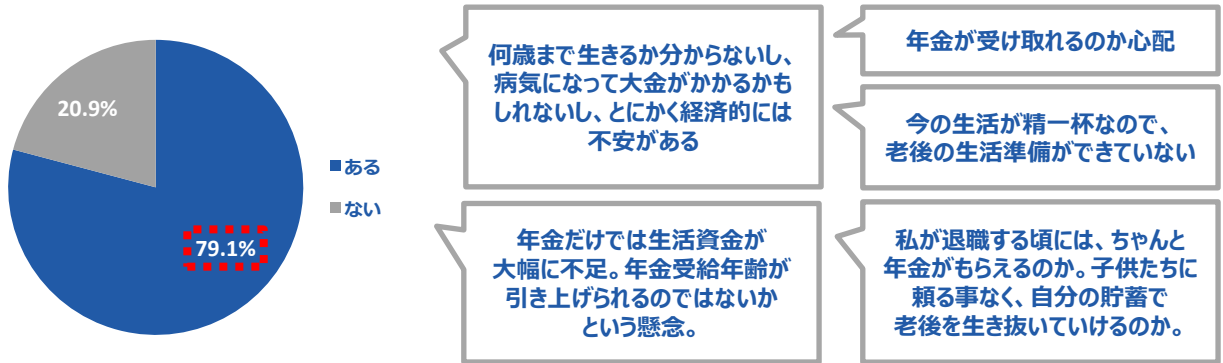 20.9%
79.1%
ある
ない
何歳まで生きるか分からないし、
病気になって大金がかかるかも
しれないし、とにかく経済的には
不安がある
年金が受け取れるのか心配
今の生活が精一杯なので、
老後の生活準備ができていない
年金だけでは生活資金が
大幅に不足。年金受給年齢が
引き上げられるのではないか
という懸念。
私が退職する頃には、ちゃんと
年金がもらえるのか。子供たちに
頼る事なく、自分の貯蓄で
老後を生き抜いていけるのか。